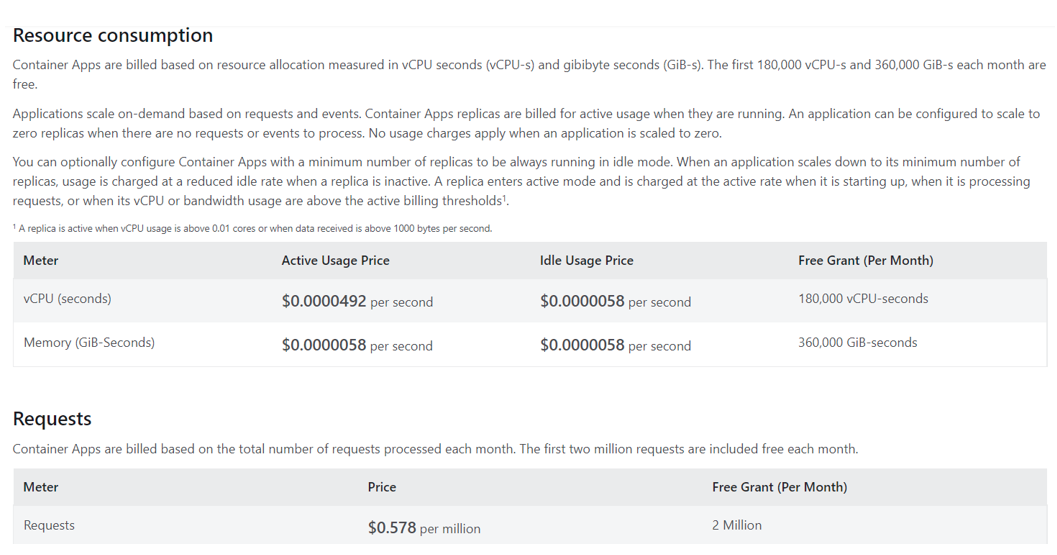 Resource consumption
Container Apps are billed based on resource allocation measured in vCPU seconds (vCPU-s) and gibibyte seconds (GiB-s). The first 180,000 vCPU-s and 360,000 GiB-s each month are
free.
Applications scale on-demand based on requests and events. Container Apps replicas are billed for active usage when they are running. An application can be configured to scale to
zero replicas when there are no requests or events to process. No usage charges apply when an application is scaled to zero.
You can optionally configure Container Apps with a minimum number of replicas to be always running in idle mode. When an application scales down to its minimum number of
replicas, usage is charged at a reduced idle rate when a replica is inactive. A replica enters active mode and is charged at the active rate when it is starting up, when it is processing
requests, or when its vCPU or bandwidth usage are above the active billing thresholds¹.
¹ A replica is active when vCPU usage is above 0.01 cores or when data received is above 1000 bytes per second.
Meter Active Usage Price Idle Usage Price Free Grant (Per Month)
vCPU (seconds) $0.0000492 per second $0.0000058 per second 180,000 vCPU-seconds
Memory (GiB-Seconds) $0.0000058 per second $0.0000058 per second 360,000 GiB-seconds
Requests
Container Apps are billed based on the total number of requests processed each month. The first two million requests are included free each month.
Meter Price Free Grant (Per Month)
Requests $0.578 per million 2 Million